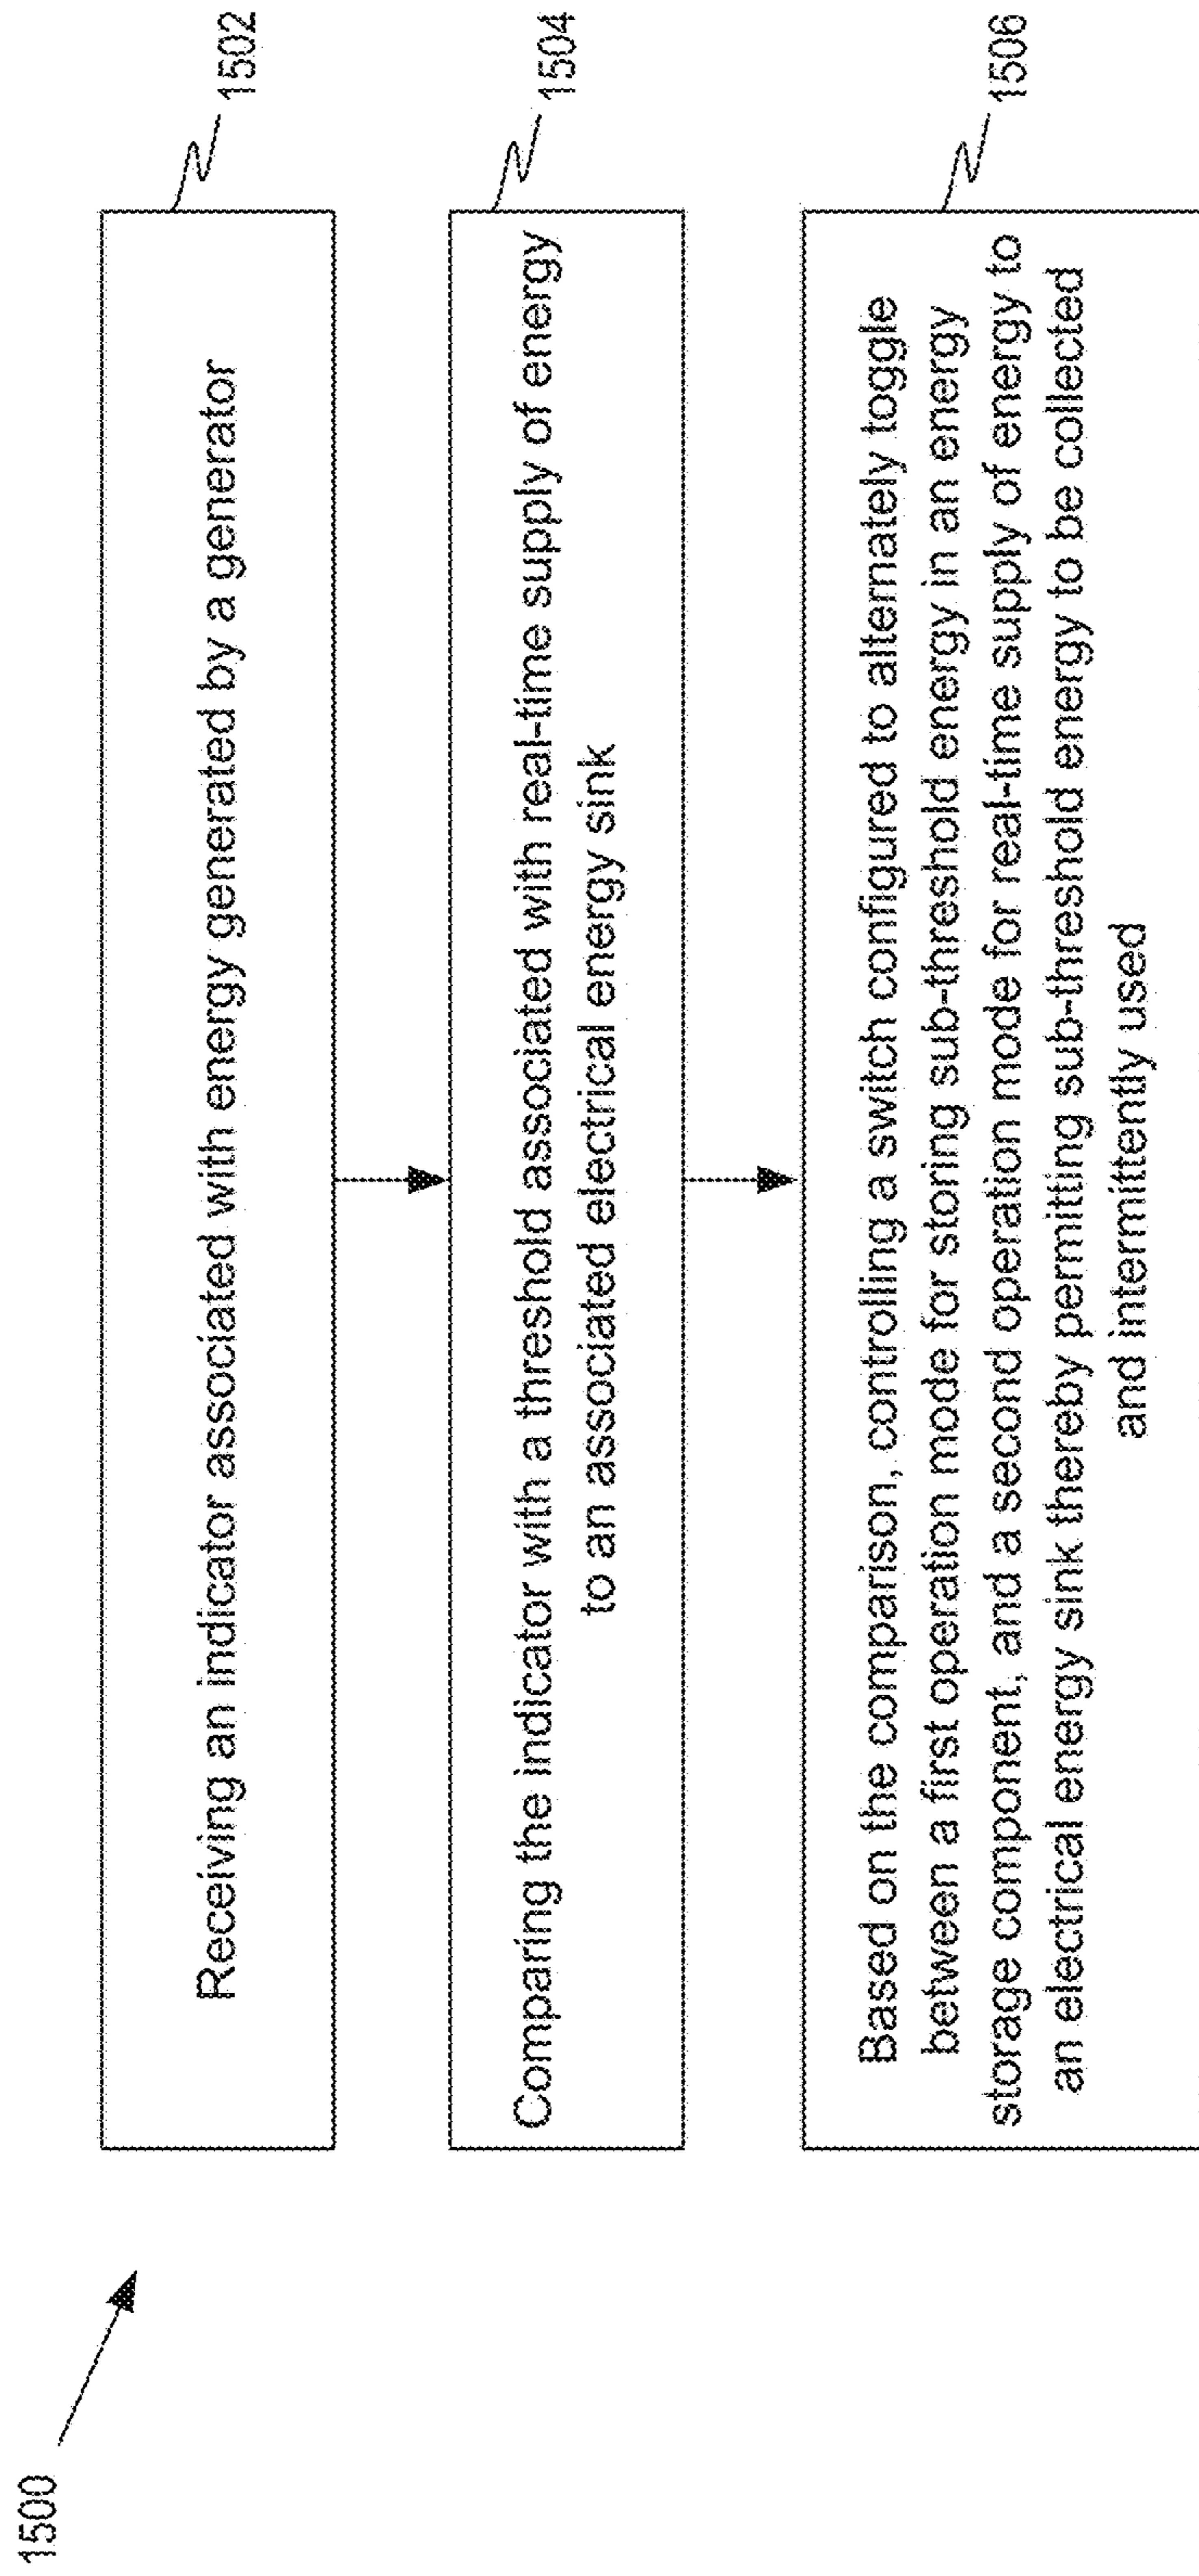 1500
Receiving an indicator associated with energy generated by a generator
1502
Comparing the indicator with a threshold associated with real-time supply of energy
to an associated electrical energy sink
1504
Based on the comparison, controlling a switch configured to alternately toggle
between a first operation mode for storing sub-threshold energy in an energy
storage component, and a second operation mode for real-time supply of energy to
an electrical energy sink thereby permitting sub-threshold energy to be collected
and intermittently used
1506